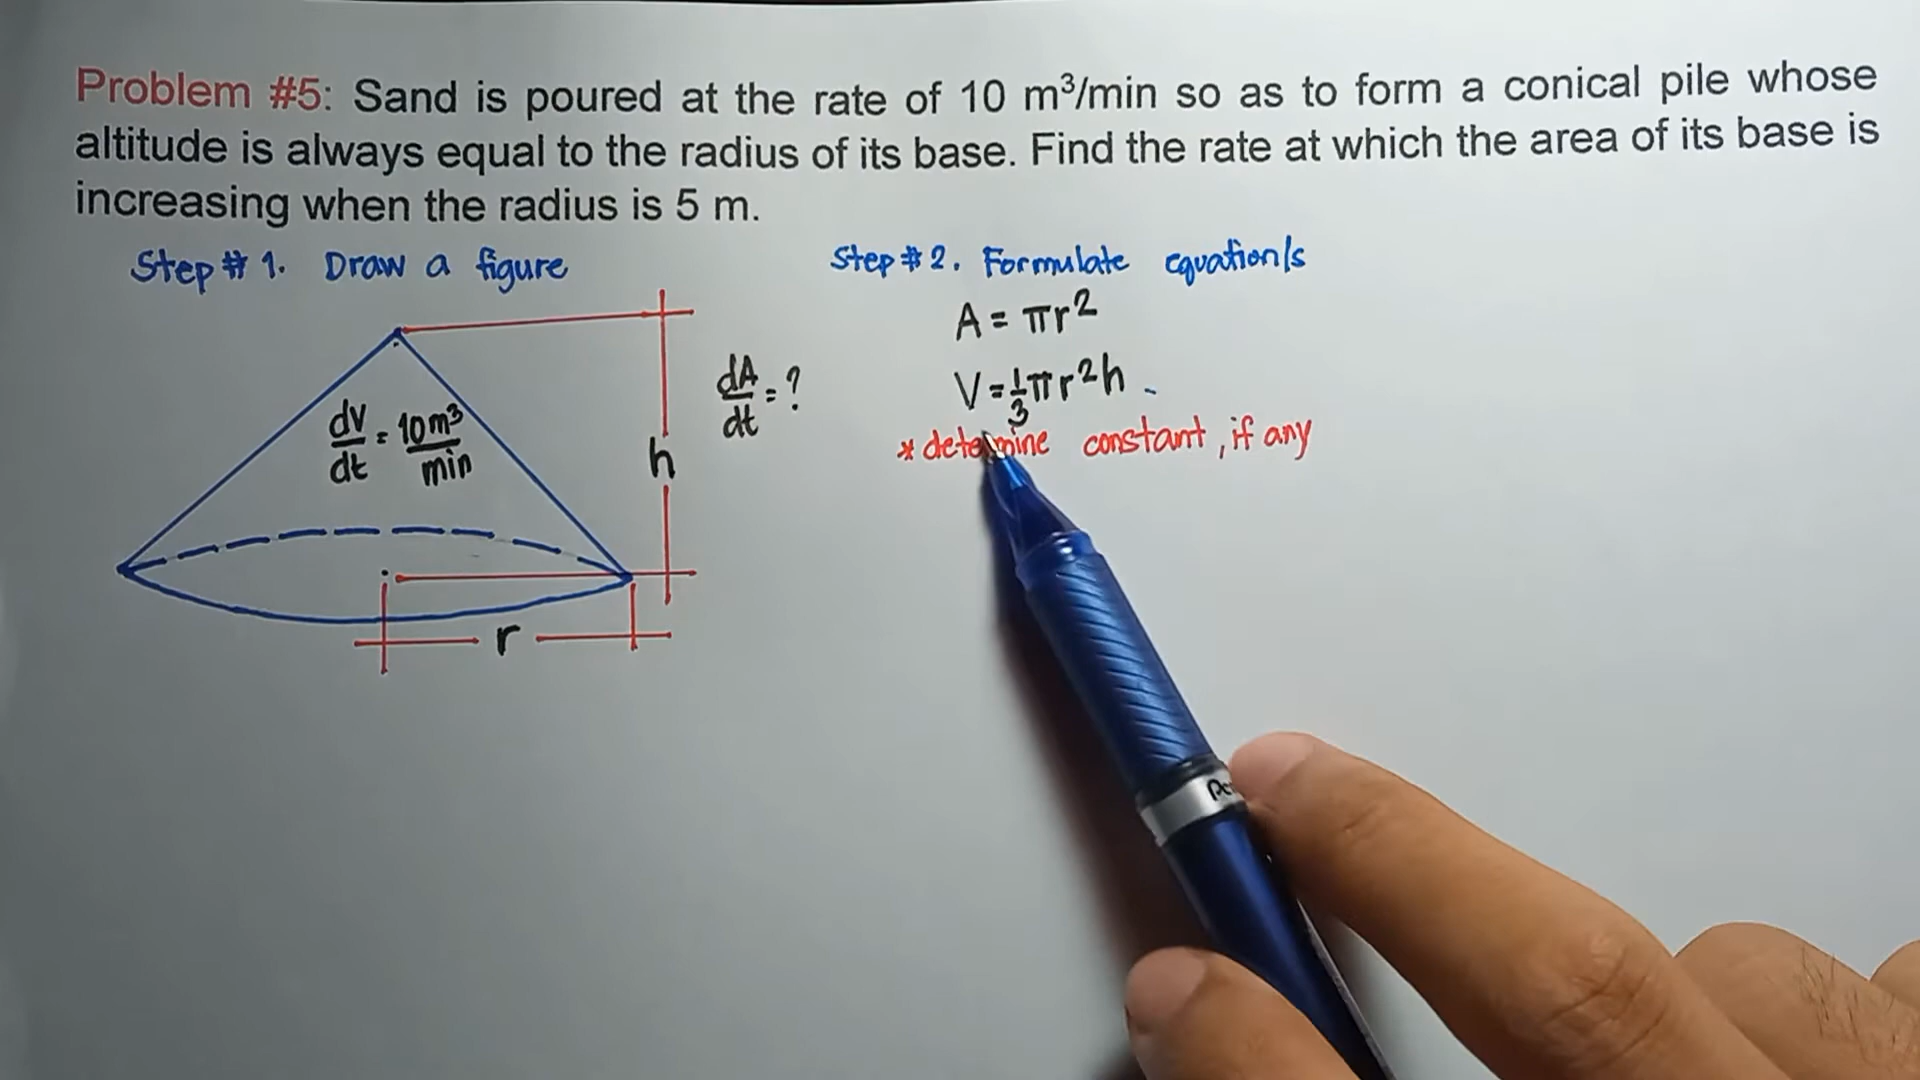 Problem #5: Sand is poured at the rate of 10 m³/min so as to form a conical pile whose
altitude is always equal to the radius of its base. Find the rate at which the area of its base is
increasing when the radius is 5 m.
Step # 1. Draw a figure
dV/dt = 10m³/min
h
r
dA/dt = ?
Step # 2. Formulate equation/s
A = πr²
V = 1/3 πr²h
* determine constant, if any